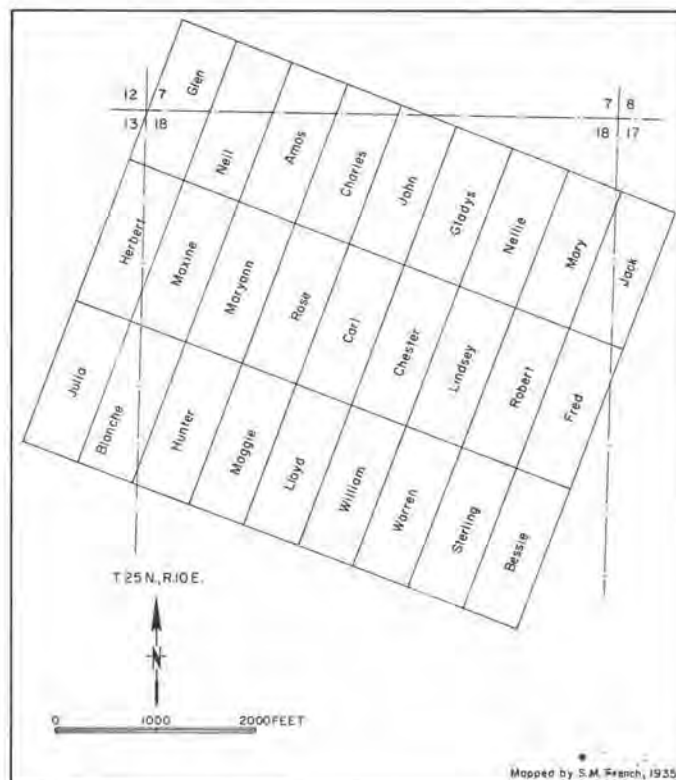 12 7
7 8
13 18
18 17
Glen
Neil
Amos
Charles
John
Gladys
Nellie
Mary
Jack
Herbert
Maxine
Maryann
Rose
Carl
Chester
Lindsey
Robert
Fred
Julia
Blanche
Hunter
Maggie
Lloyd
William
Warren
Sterling
Bessie
T. 25 N., R. 10 E.
N
0 1000 2000 FEET
Mapped by S.M. French, 1935